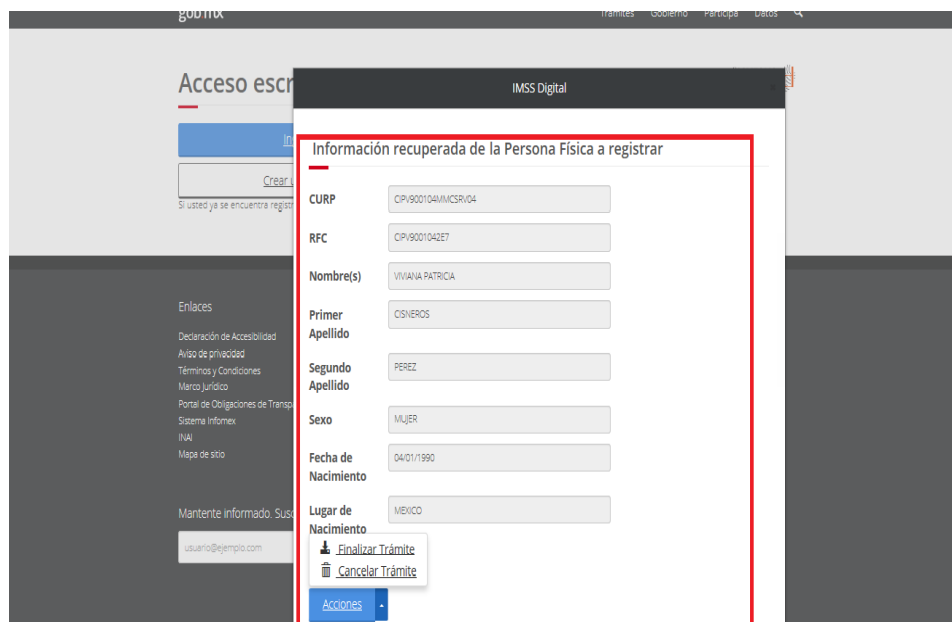 gob mx
Trámites Gobierno Participa Datos
Acceso escr
IMSS Digital
In
Crear u
Si usted ya se encuentra registr
Información recuperada de la Persona Física a registrar
CURP CIPV900104MMCSRV04
RFC CIPV9001042E7
Nombre(s) VIVIANA PATRICIA
Primer
Apellido
CISNEROS
Segundo
Apellido
PEREZ
Sexo MUJER
Fecha de
Nacimiento
04/01/1990
Lugar de
Nacimiento
MEXICO
Finalizar Trámite
Cancelar Trámite
Acciones
Enlaces
Declaración de Accesibilidad
Aviso de privacidad
Términos y Condiciones
Marco Jurídico
Portal de Obligaciones de Transpa
Sistema Infomex
INAI
Mapa de sitio
Mantente informado. Susc
usuario@ejemplo.com